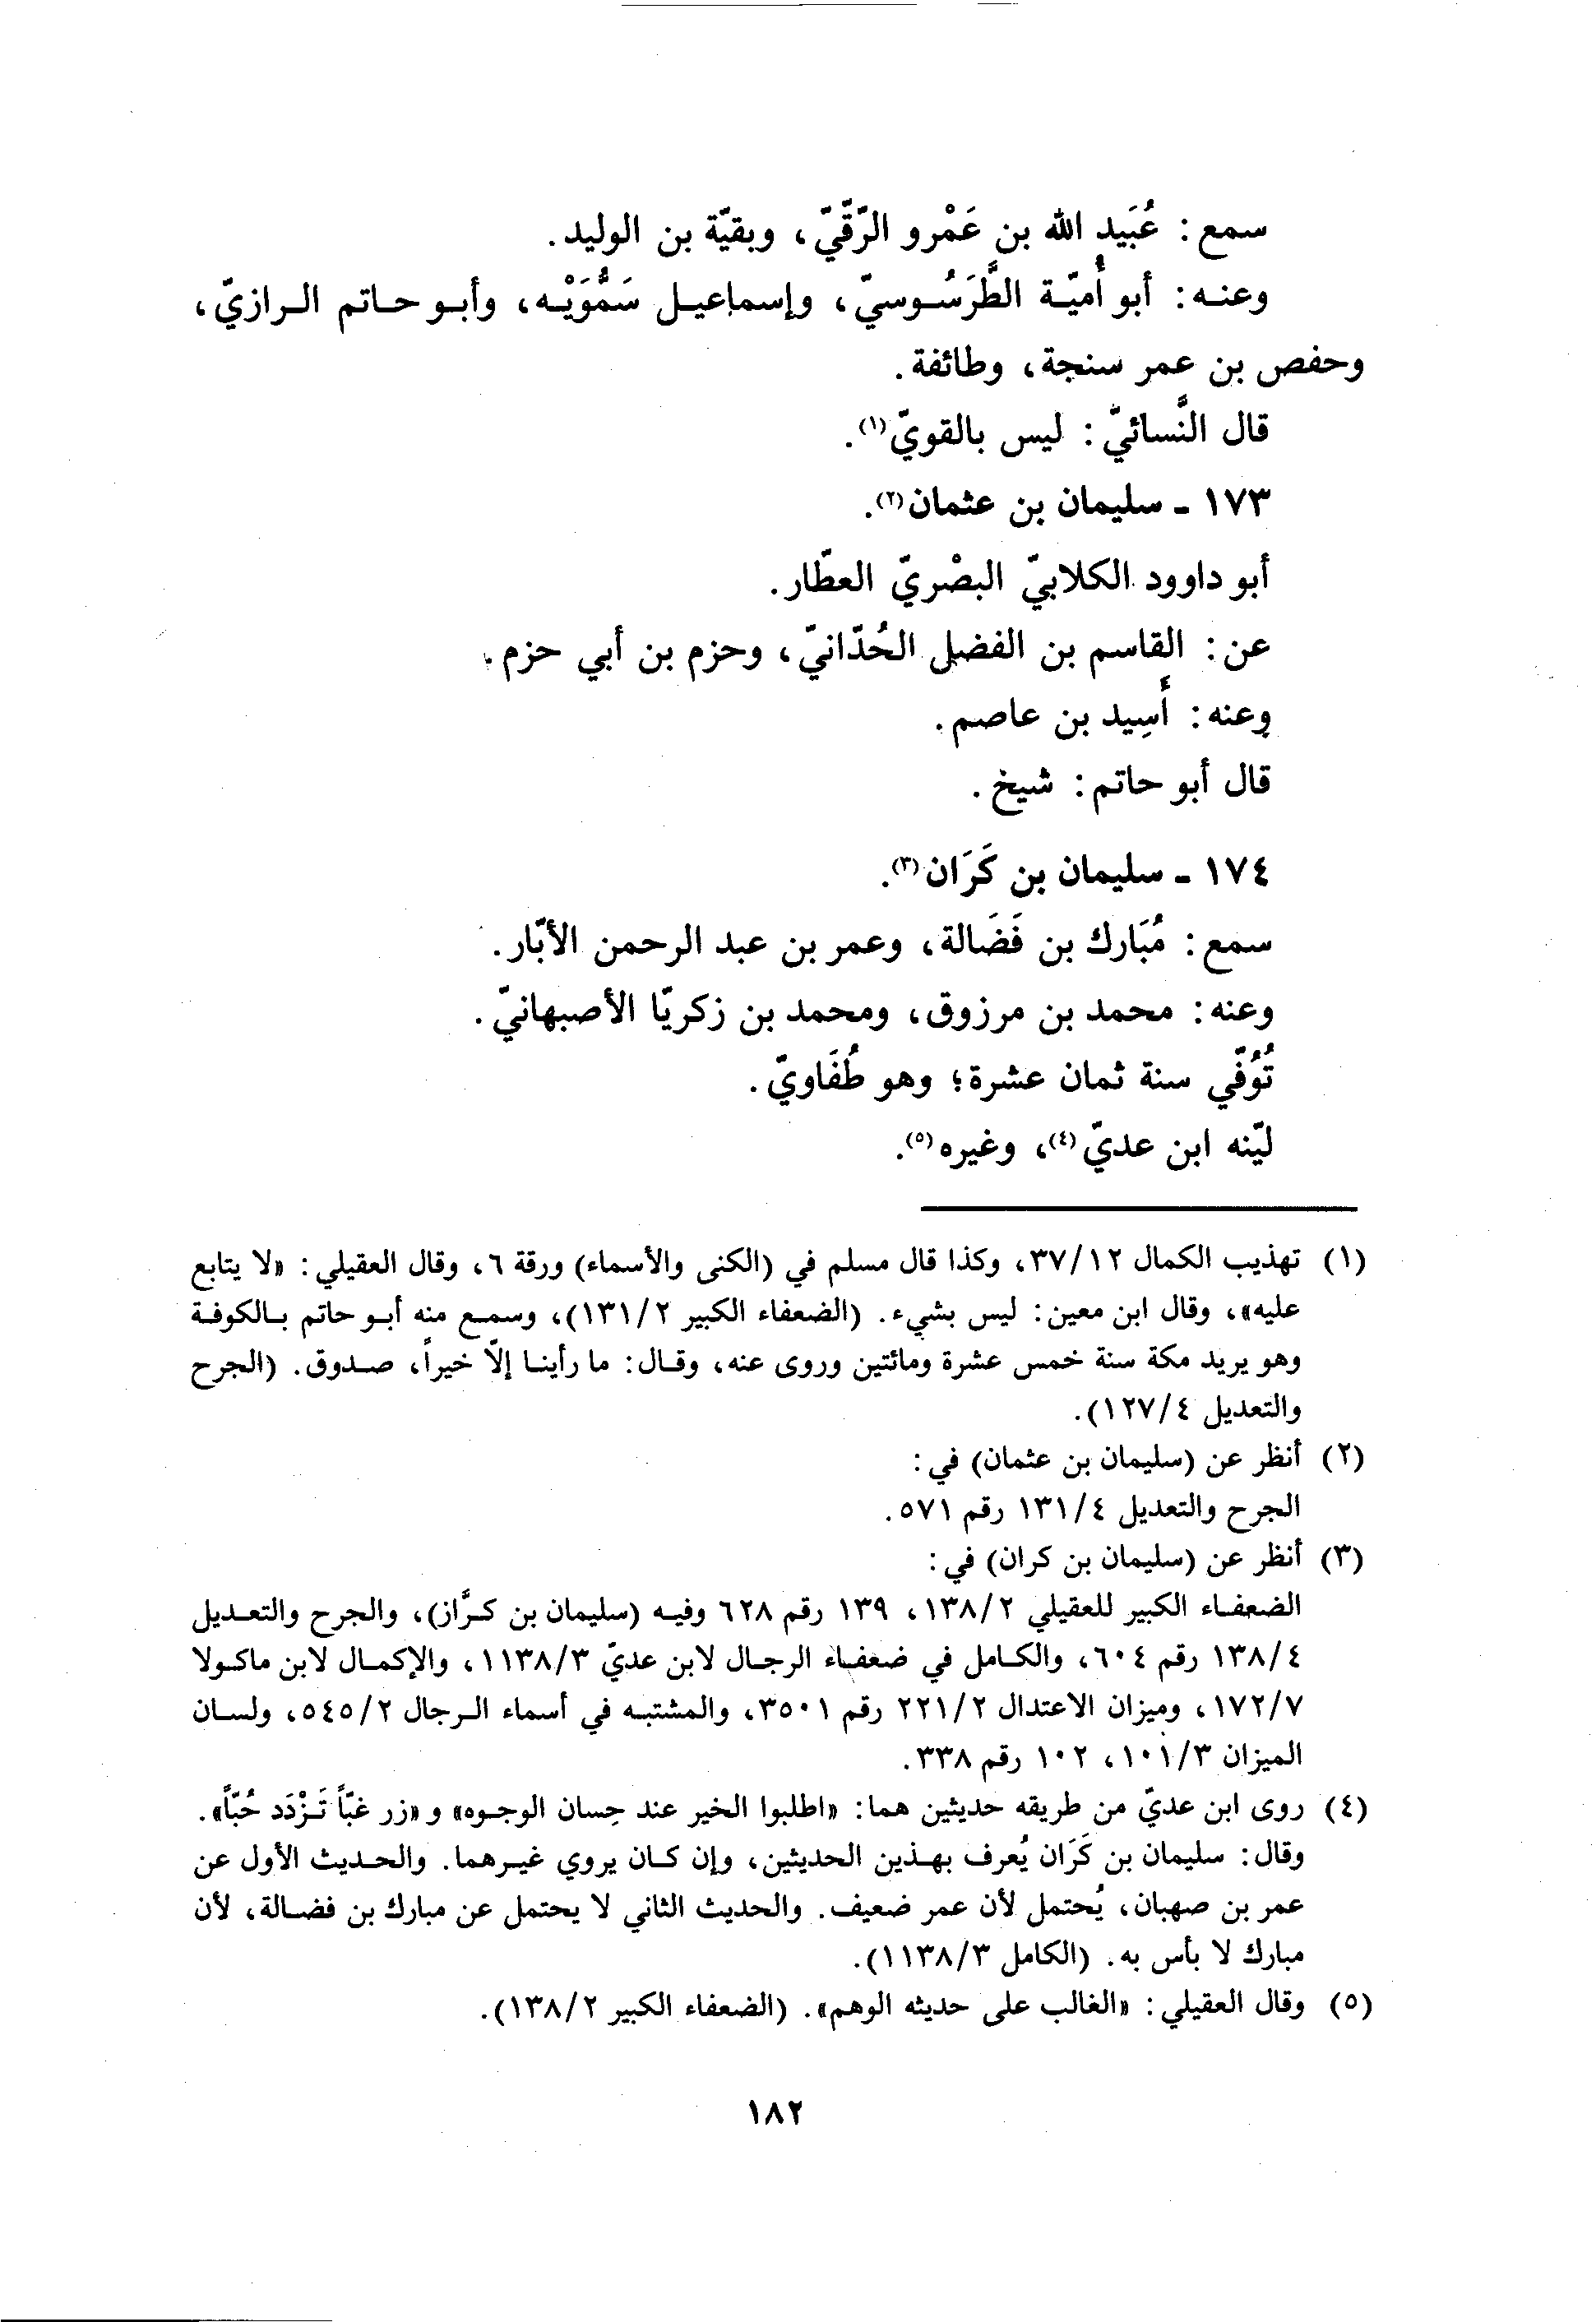 سمع : عُبَيد الله بن عَمْرو الرّقّيّ، وبقيّة بن الوليد.
وعنه : أبو أُميّة الطَّرَسُوسيّ، وإسماعيل سَمُّوَيْه، وأبو حاتم الرازيّ،
وحفص بن عمر سنجة، وطائفة.
قال النَّسائيّ : ليس بالقويّ(١).
١٧٣ - سليمان بن عثمان(٢).
أبو داوود الكلابيّ البصْريّ العطّار.
عن : القاسم بن الفضل الحُدّانيّ، وحزم بن أبي حزم.
وعنه : أَسِيد بن عاصم.
قال أبو حاتم : شيخ.
١٧٤ - سليمان بن كَرَان(٣).
سمع : مُبَارك بن فَضَالة، وعمر بن عبد الرحمن الأبّار.
وعنه : محمد بن مرزوق، ومحمد بن زكريّا الأصبهانيّ.
تُوُفّي سنة ثمان عشرة؛ وهو طُفَاويّ.
ليّنه ابن عديّ(٤)، وغيره(٥).
(١) تهذيب الكمال ٣٧/١٢، وكذا قال مسلم في (الكنى والأسماء) ورقة ٦، وقال العقيلي : «لا يتابع
عليه»، وقال ابن معين : ليس بشيء. (الضعفاء الكبير ١٣١/٢)، وسمع منه أبو حاتم بالكوفة
وهو يريد مكة سنة خمس عشرة ومائتين وروى عنه، وقال : ما رأينا إلّا خيراً، صدوق. (الجرح
والتعديل ١٢٧/٤).
(٢) أنظر عن (سليمان بن عثمان) في :
الجرح والتعديل ١٣١/٤ رقم ٥٧١.
(٣) أنظر عن (سليمان بن كران) في :
الضعفاء الكبير للعقيلي ١٣٨/٢، ١٣٩ رقم ٦٢٨ وفيه (سليمان بن كرَّاز)، والجرح والتعديل
١٣٨/٤ رقم ٦٠٤، والكامل في ضعفاء الرجال لابن عديّ ١١٣٨/٣، والإكمال لابن ماكولا
١٧٢/٧، وميزان الاعتدال ٢٢١/٢ رقم ٣٥٠١، والمشتبه في أسماء الرجال ٥٤٥/٢، ولسان
الميزان ١٠١/٣، ١٠٢ رقم ٣٣٨.
(٤) روى ابن عديّ من طريقه حديثين هما : «اطلبوا الخير عند حِسان الوجوه» و «زر غبّاً تَزْدَد حُبّاً».
وقال : سليمان بن كَرَان يُعرف بهذين الحديثين، وإن كان يروي غيرهما. والحديث الأول عن
عمر بن صهبان، يُحتمل لأن عمر ضعيف. والحديث الثاني لا يحتمل عن مبارك بن فضالة، لأن
مبارك لا بأس به. (الكامل ١١٣٨/٣).
(٥) وقال العقيلي : «الغالب على حديثه الوهم». (الضعفاء الكبير ١٣٨/٢).
١٨٢